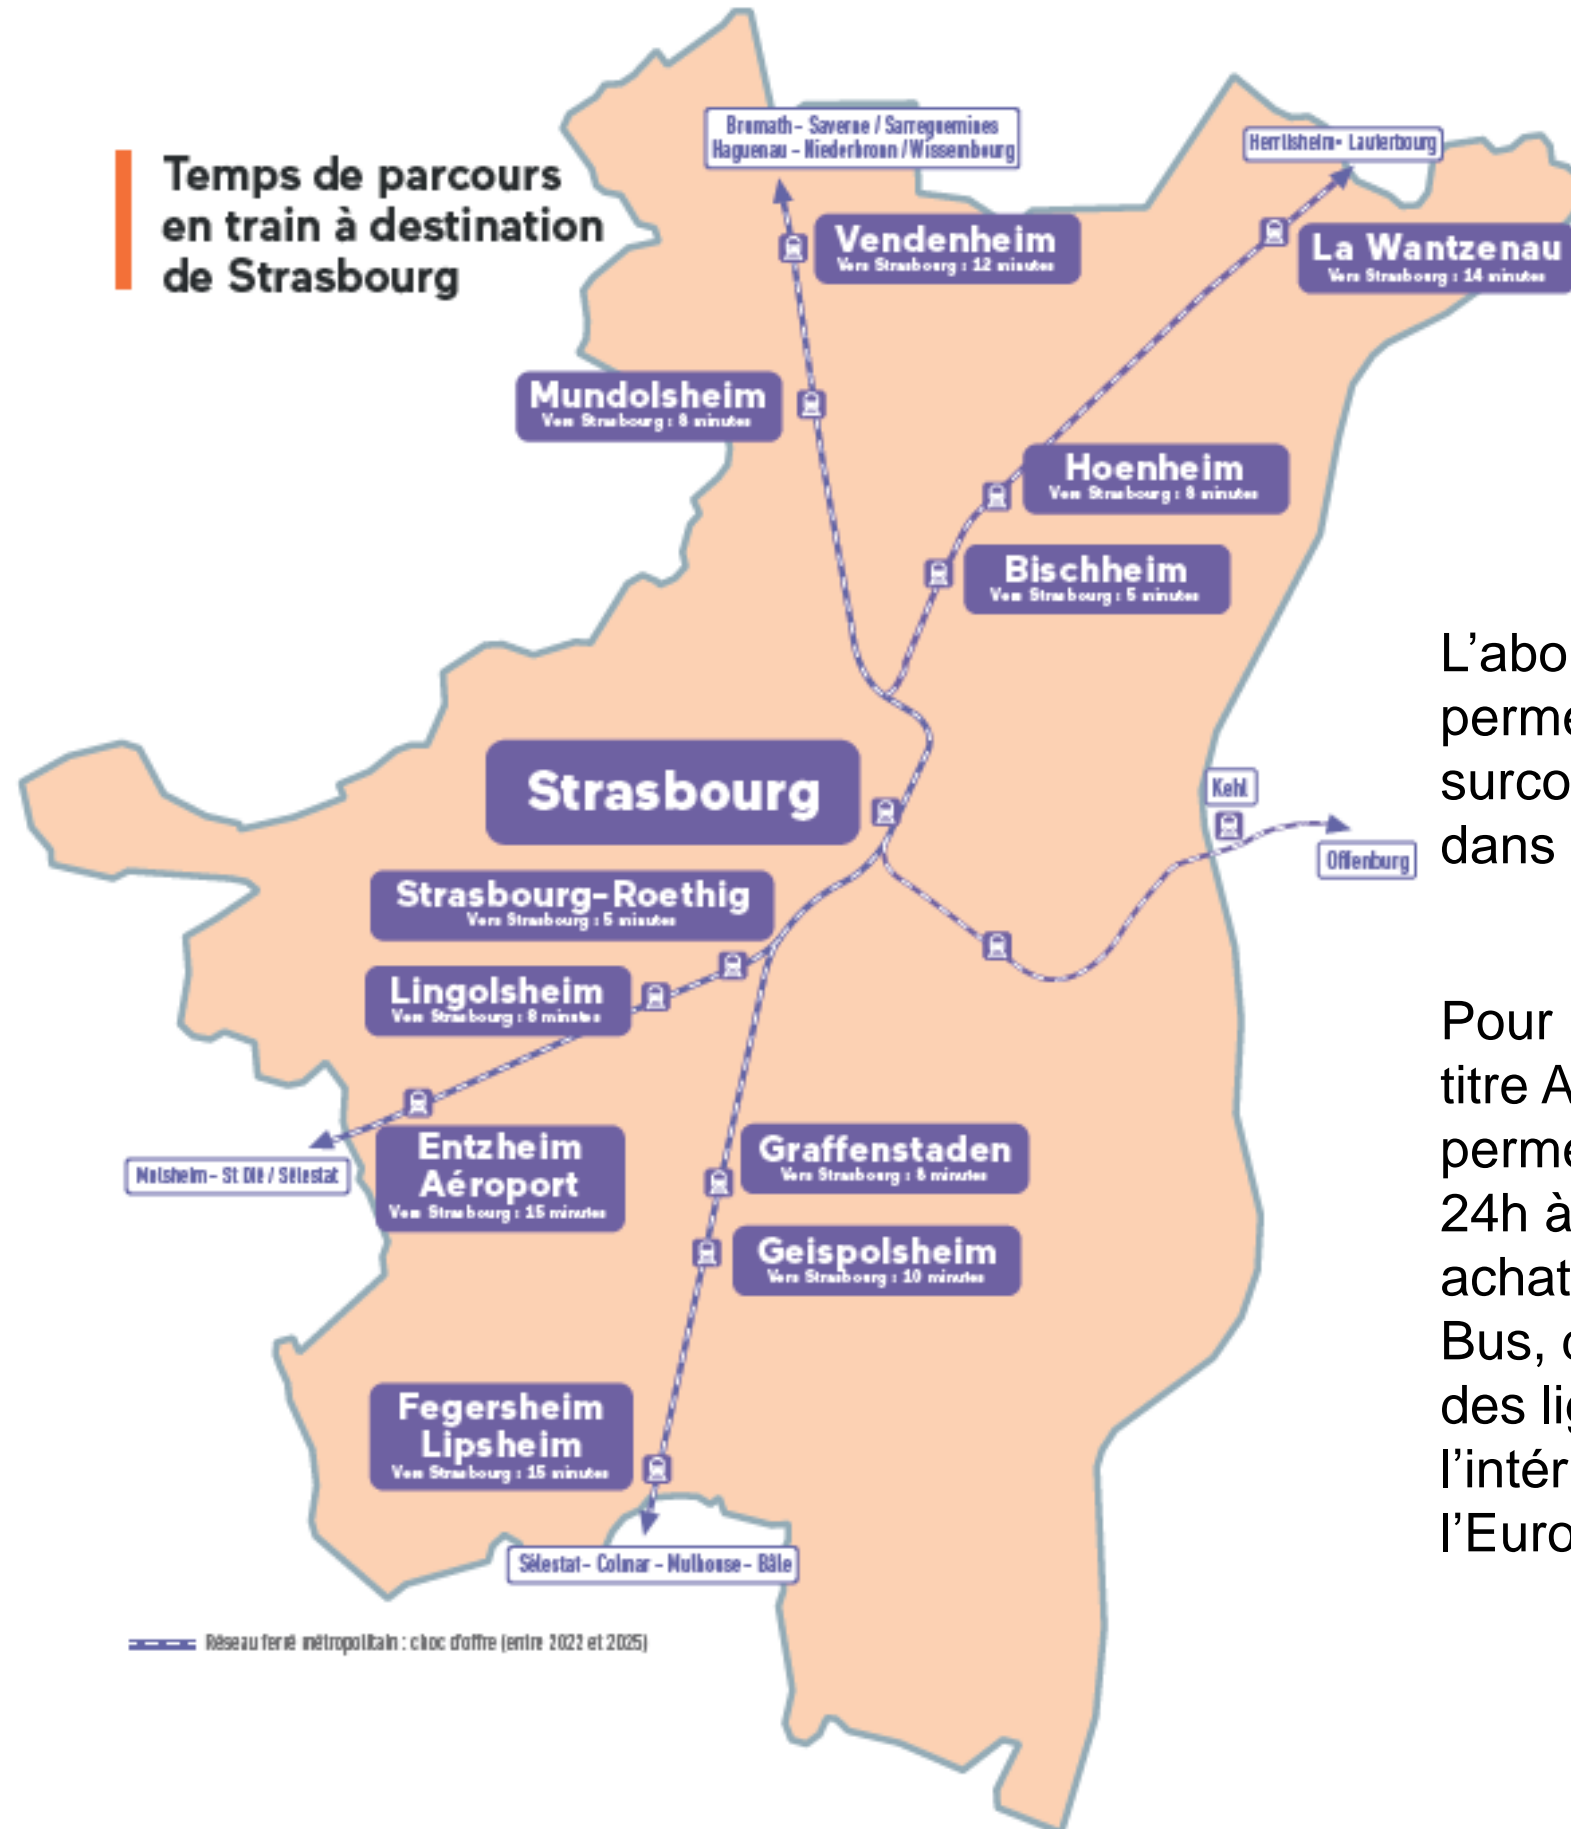 Temps de parcours
en train à destination
de Strasbourg
Brumath - Saverne / Sarreguemines
Haguenau - Niederbronn / Wissembourg
Herrlisheim - Lauterbourg
Vendenheim
Vers Strasbourg : 12 minutes
La Wantzenau
Vers Strasbourg : 14 minutes
Mundolsheim
Vers Strasbourg : 8 minutes
Hoenheim
Vers Strasbourg : 8 minutes
Bischheim
Vers Strasbourg : 5 minutes
Strasbourg
Kehl
Offenburg
Strasbourg-Roethig
Vers Strasbourg : 5 minutes
Lingolsheim
Vers Strasbourg : 8 minutes
Entzheim
Aéroport
Vers Strasbourg : 15 minutes
Molsheim - St Dié / Sélestat
Graffenstaden
Vers Strasbourg : minutes
Geispolsheim
Vers Strasbourg : 10 minutes
Fegersheim
Lipsheim
Vers Strasbourg : 15 minutes
Sélestat - Colmar - Mulhouse - Bâle
Réseau ferré métropolitain : choc d'offre (entre 2022 et 2025)
L'abo
perme
surco
dans
Pour
titre A
perme
24h à
achat
Bus, 
des lig
l'intér
l'Euro